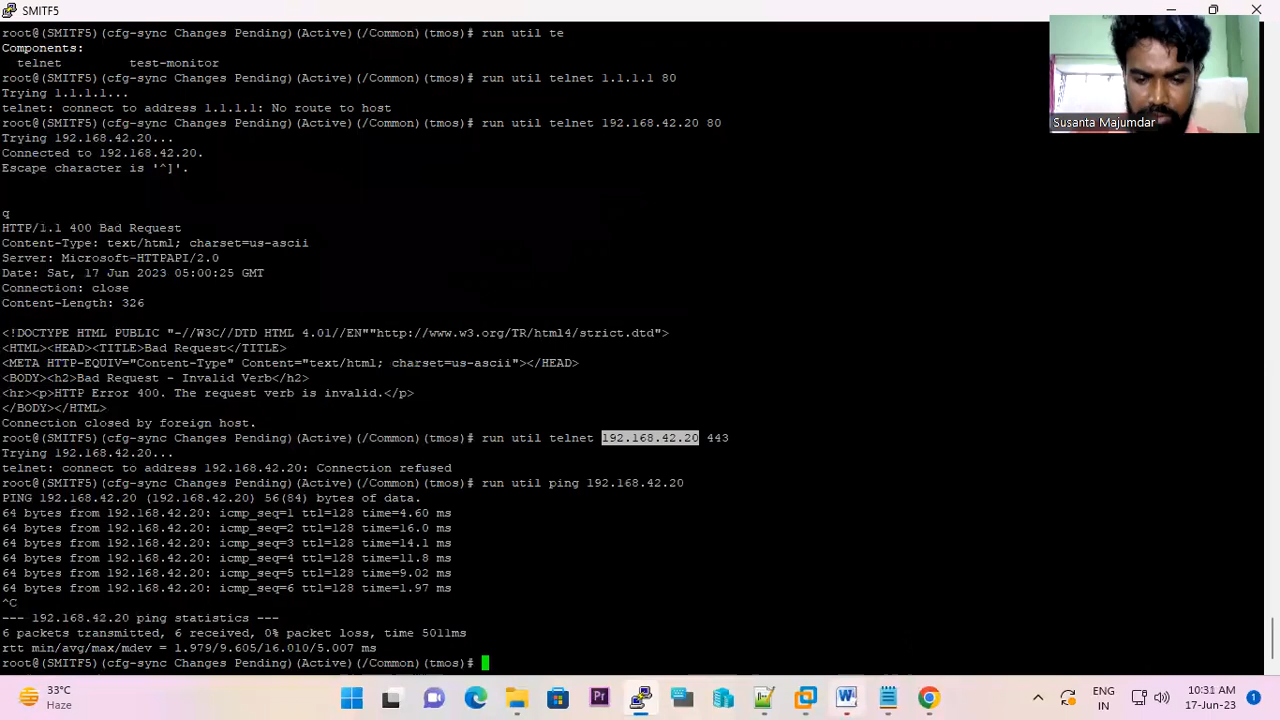 SMITF5
root@(SMITF5)(cfg-sync Changes Pending)(Active)(/Common)(tmos)# run util te
Components:
telnet test-monitor
root@(SMITF5)(cfg-sync Changes Pending)(Active)(/Common)(tmos)# run util telnet 1.1.1.1 80
Trying 1.1.1.1...
telnet: connect to address 1.1.1.1: No route to host
root@(SMITF5)(cfg-sync Changes Pending)(Active)(/Common)(tmos)# run util telnet 192.168.42.20 80
Trying 192.168.42.20...
Connected to 192.168.42.20.
Escape character is '^]'.
q
HTTP/1.1 400 Bad Request
Content-Type: text/html; charset=us-ascii
Server: Microsoft-HTTPAPI/2.0
Date: Sat, 17 Jun 2023 05:00:25 GMT
Connection: close
Content-Length: 326
<!DOCTYPE HTML PUBLIC "-//W3C//DTD HTML 4.01//EN""http://www.w3.org/TR/html4/strict.dtd">
<HTML><HEAD><TITLE>Bad Request</TITLE>
<META HTTP-EQUIV="Content-Type" Content="text/html; charset=us-ascii"></HEAD>
<BODY><h2>Bad Request - Invalid Verb</h2>
<hr><p>HTTP Error 400. The request verb is invalid.</p>
</BODY></HTML>
Connection closed by foreign host.
root@(SMITF5)(cfg-sync Changes Pending)(Active)(/Common)(tmos)# run util telnet 192.168.42.20 443
Trying 192.168.42.20...
telnet: connect to address 192.168.42.20: Connection refused
root@(SMITF5)(cfg-sync Changes Pending)(Active)(/Common)(tmos)# run util ping 192.168.42.20
PING 192.168.42.20 (192.168.42.20) 56(84) bytes of data.
64 bytes from 192.168.42.20: icmp_seq=1 ttl=128 time=4.60 ms
64 bytes from 192.168.42.20: icmp_seq=2 ttl=128 time=16.0 ms
64 bytes from 192.168.42.20: icmp_seq=3 ttl=128 time=14.1 ms
64 bytes from 192.168.42.20: icmp_seq=4 ttl=128 time=11.8 ms
64 bytes from 192.168.42.20: icmp_seq=5 ttl=128 time=9.02 ms
64 bytes from 192.168.42.20: icmp_seq=6 ttl=128 time=1.97 ms
^C
--- 192.168.42.20 ping statistics ---
6 packets transmitted, 6 received, 0% packet loss, time 5011ms
rtt min/avg/max/mdev = 1.979/9.605/16.010/5.007 ms
root@(SMITF5)(cfg-sync Changes Pending)(Active)(/Common)(tmos)#
Susanta Majumdar
33°C
Haze
Pr
W
ENG
IN
10:31 AM
17-Jun-23
1